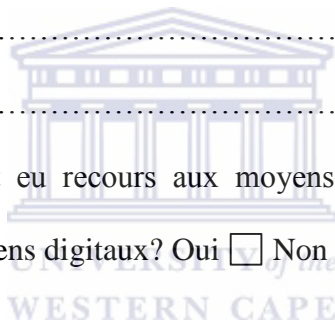 ...........................................
...........................................
eu recours aux moyens
ens digitaux? Oui ☐ Non
UNIVERSITY of the
WESTERN CAPE